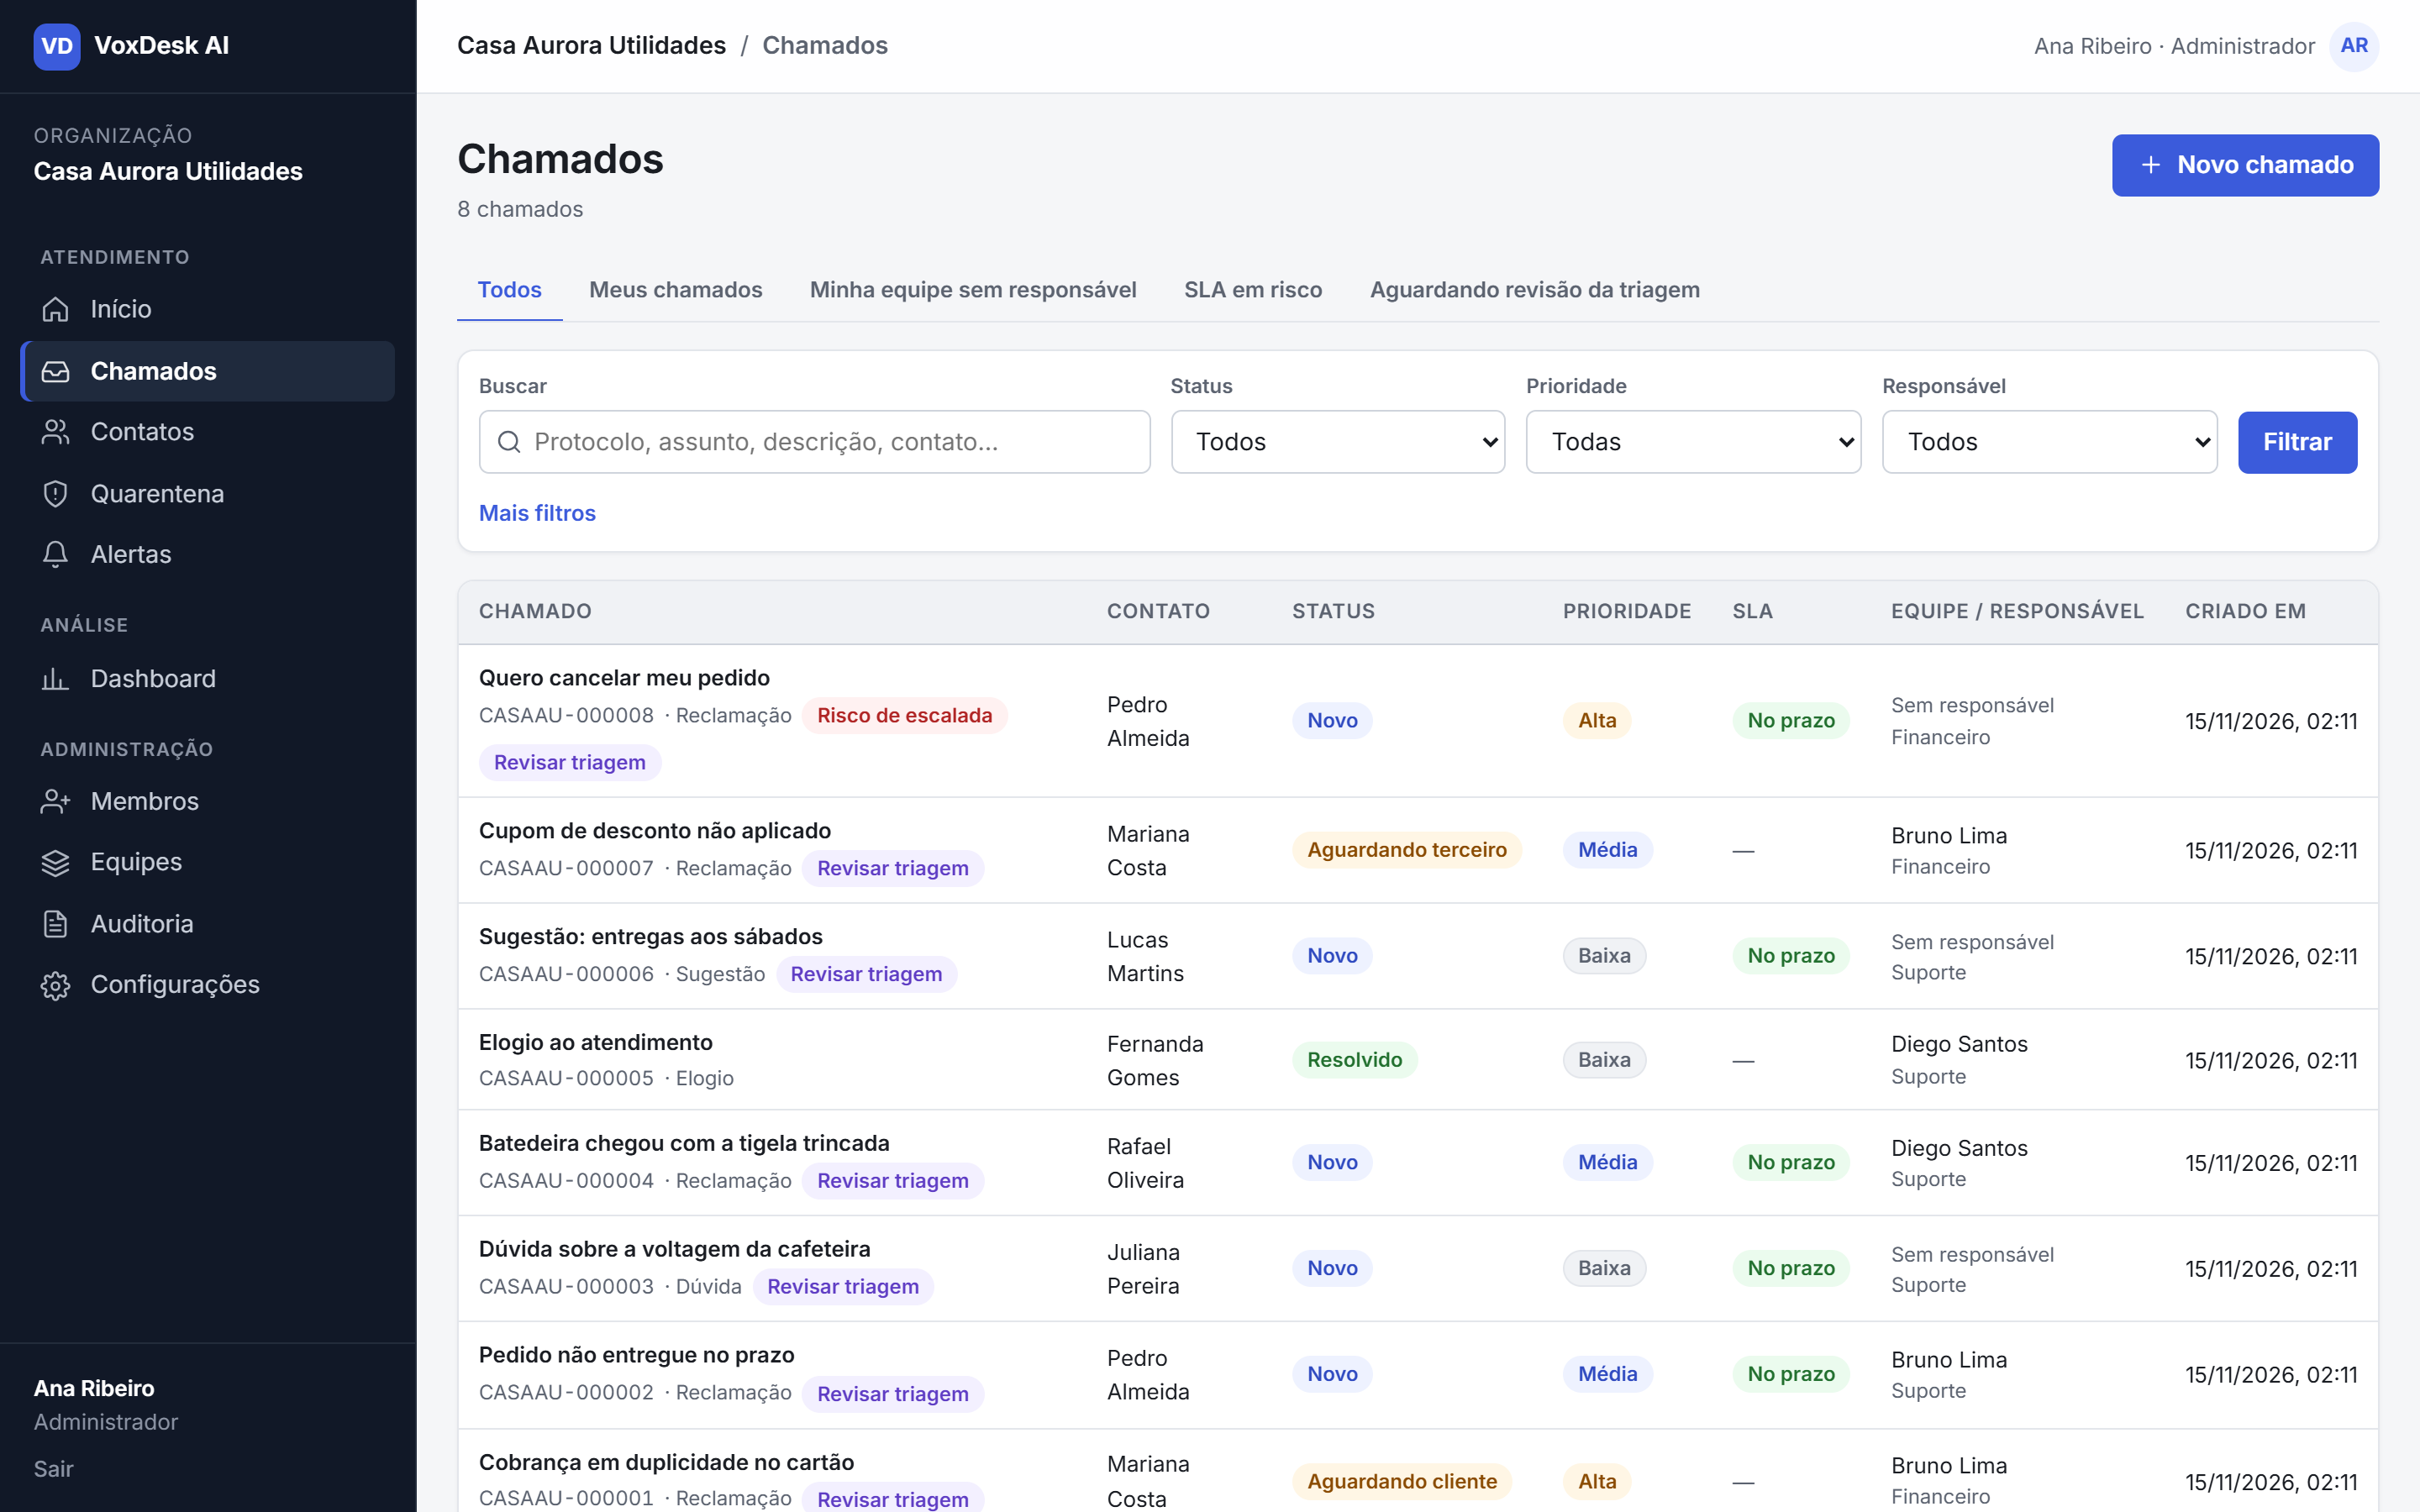 VD VoxDesk AI
ORGANIZAÇÃO
Casa Aurora Utilidades
ATENDIMENTO
Início
Chamados
Contatos
Quarentena
Alertas
ANÁLISE
Dashboard
ADMINISTRAÇÃO
Membros
Equipes
Auditoria
Configurações
Ana Ribeiro
Administrador
Sair
Casa Aurora Utilidades / Chamados
Ana Ribeiro · Administrador AR
Chamados
8 chamados
+ Novo chamado
Todos Meus chamados Minha equipe sem responsável SLA em risco Aguardando revisão da triagem
Buscar Status Prioridade Responsável
Protocolo, assunto, descrição, contato... Todos Todas Todos Filtrar
Mais filtros
CHAMADO CONTATO STATUS PRIORIDADE SLA EQUIPE / RESPONSÁVEL CRIADO EM
Quero cancelar meu pedido
CASAAU-000008 · Reclamação Risco de escalada
Revisar triagem
Pedro
Almeida
Novo Alta No prazo
Sem responsável
Financeiro
15/11/2026, 02:11
Cupom de desconto não aplicado
CASAAU-000007 · Reclamação Revisar triagem
Mariana
Costa
Aguardando terceiro Média —
Bruno Lima
Financeiro
15/11/2026, 02:11
Sugestão: entregas aos sábados
CASAAU-000006 · Sugestão Revisar triagem
Lucas
Martins
Novo Baixa No prazo
Sem responsável
Suporte
15/11/2026, 02:11
Elogio ao atendimento
CASAAU-000005 · Elogio
Fernanda
Gomes
Resolvido Baixa —
Diego Santos
Suporte
15/11/2026, 02:11
Batedeira chegou com a tigela trincada
CASAAU-000004 · Reclamação Revisar triagem
Rafael
Oliveira
Novo Média No prazo
Diego Santos
Suporte
15/11/2026, 02:11
Dúvida sobre a voltagem da cafeteira
CASAAU-000003 · Dúvida Revisar triagem
Juliana
Pereira
Novo Baixa No prazo
Sem responsável
Suporte
15/11/2026, 02:11
Pedido não entregue no prazo
CASAAU-000002 · Reclamação Revisar triagem
Pedro
Almeida
Novo Média No prazo
Bruno Lima
Suporte
15/11/2026, 02:11
Cobrança em duplicidade no cartão
CASAAU-000001 · Reclamação Revisar triagem
Mariana
Costa
Aguardando cliente Alta —
Bruno Lima
Financeiro
15/11/2026, 02:11